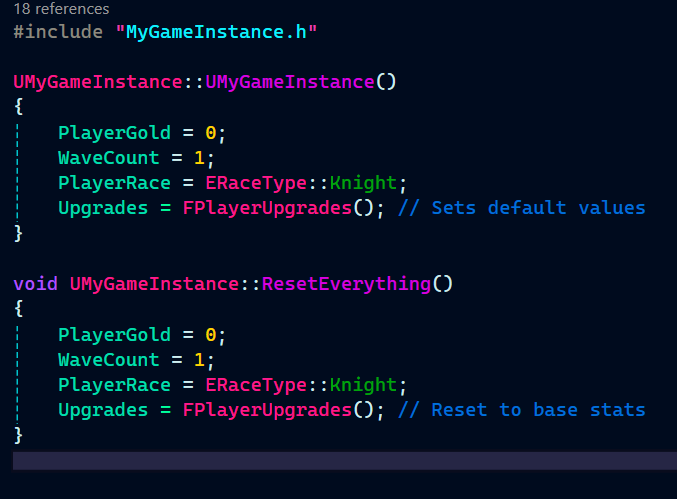 18 references
#include "MyGameInstance.h"
UMyGameInstance::UMyGameInstance()
{
PlayerGold = 0;
WaveCount = 1;
PlayerRace = ERaceType::Knight;
Upgrades = FPlayerUpgrades(); // Sets default values
}
void UMyGameInstance::ResetEverything()
{
PlayerGold = 0;
WaveCount = 1;
PlayerRace = ERaceType::Knight;
Upgrades = FPlayerUpgrades(); // Reset to base stats
}